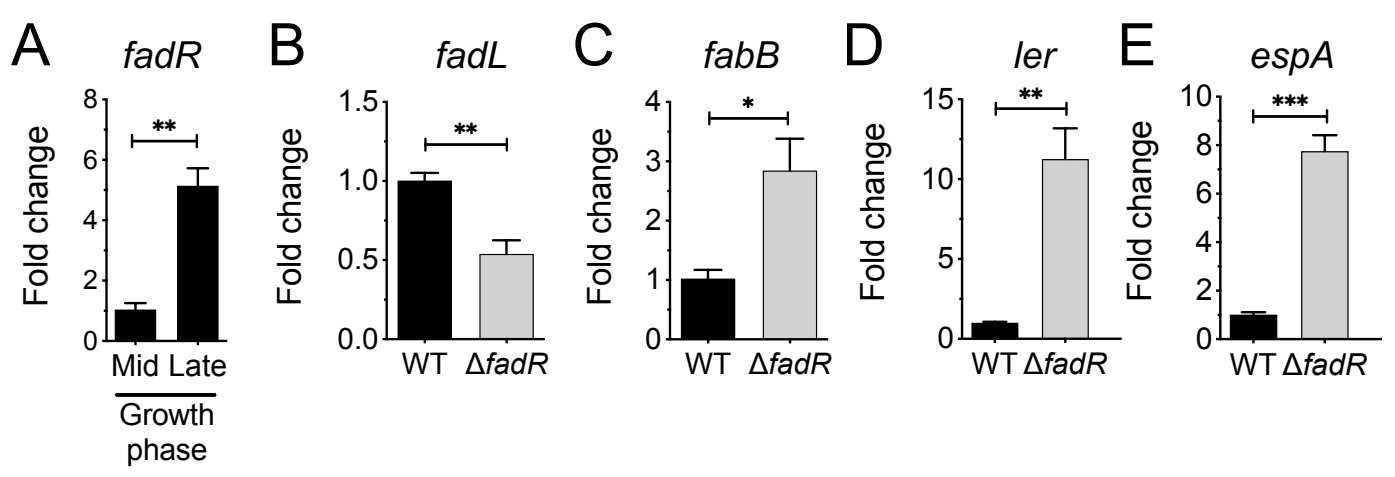 A
fadR
Fold change
8
6
4
2
0
**
Mid Late
Growth
phase
B
fadL
Fold change
1.5
1.0
0.5
0.0
**
WT ΔfadR
C
fabB
Fold change
4
3
2
1
0
*
WT ΔfadR
D
ler
Fold change
15
10
5
0
**
WT ΔfadR
E
espA
Fold change
10
8
6
4
2
0
***
WT ΔfadR